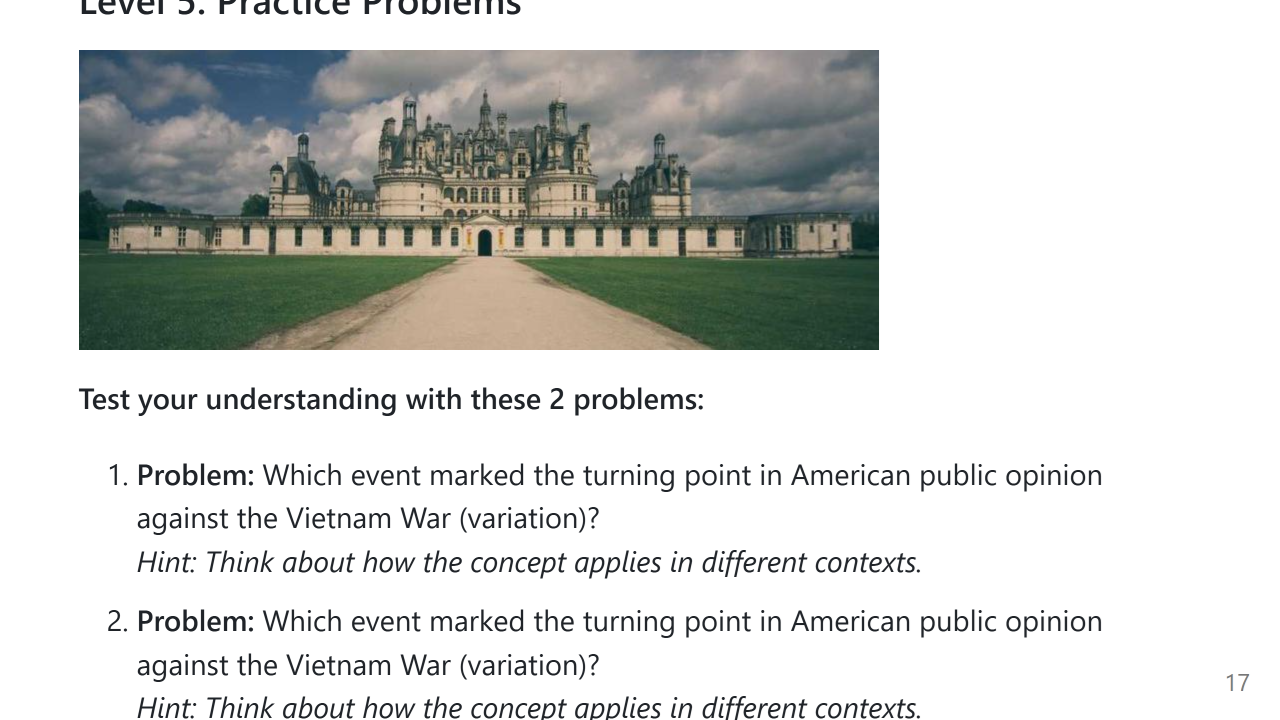 Level 5: Practice Problems
Test your understanding with these 2 problems:
1. Problem: Which event marked the turning point in American public opinion
against the Vietnam War (variation)?
Hint: Think about how the concept applies in different contexts.
2. Problem: Which event marked the turning point in American public opinion
against the Vietnam War (variation)?
Hint: Think about how the concept applies in different contexts.
17